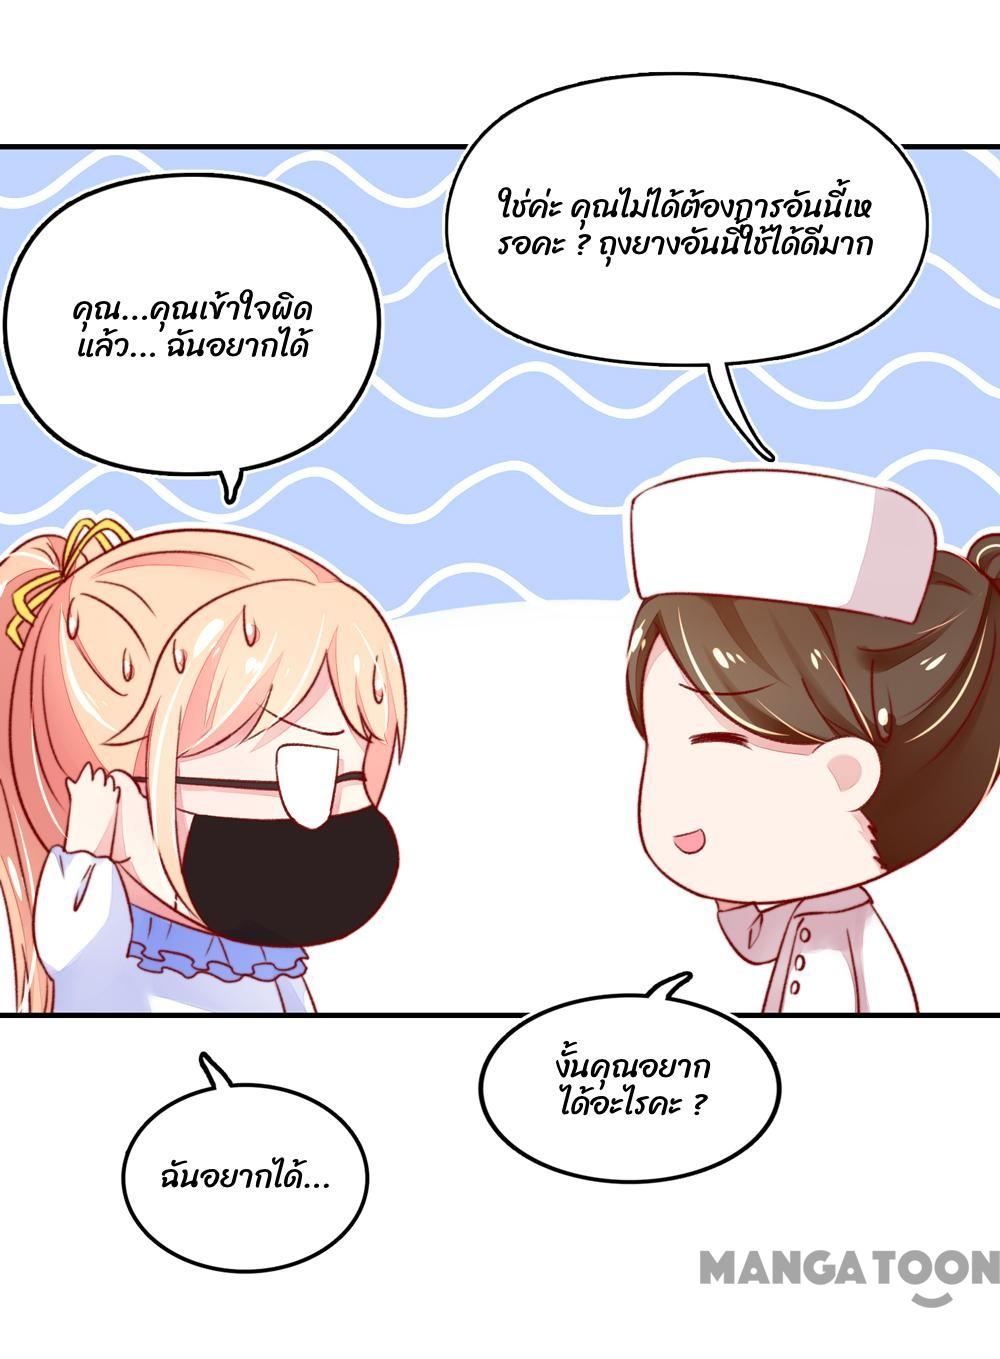 ใช่ค่ะ คุณไม่ได้ต้องการอันนี้เห
รอคะ ? ถุงยางอันนี้ใช้ได้ดีมาก
คุณ...คุณเข้าใจผิด
แล้ว... ฉันอยากได้
งั้นคุณอยาก
ได้อะไรคะ ?
ฉันอยากได้...
MANGATOON